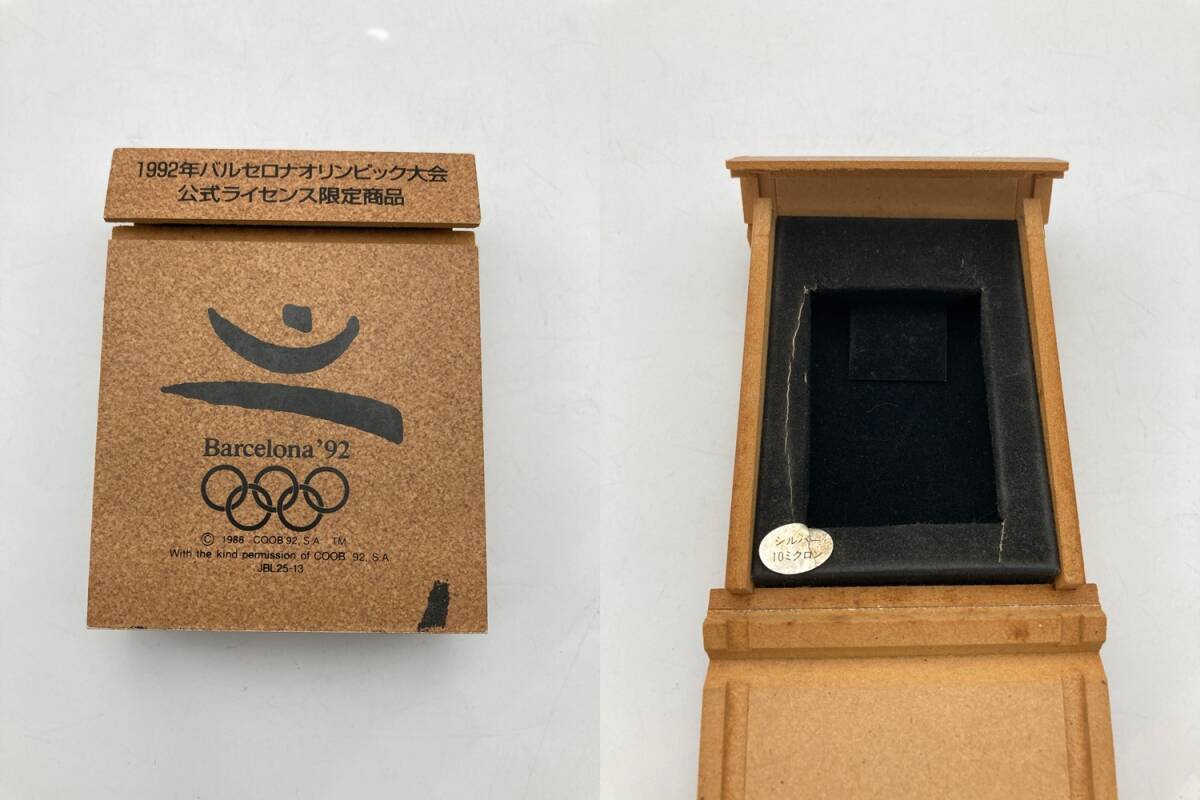 1992年バルセロナオリンピック大会
公式ライセンス限定商品
Barcelona '92
© 1988 COOB'92, S.A. TM
With the kind permission of COOB '92, S.A.
JBL25-13
シルバー
10ミクロン